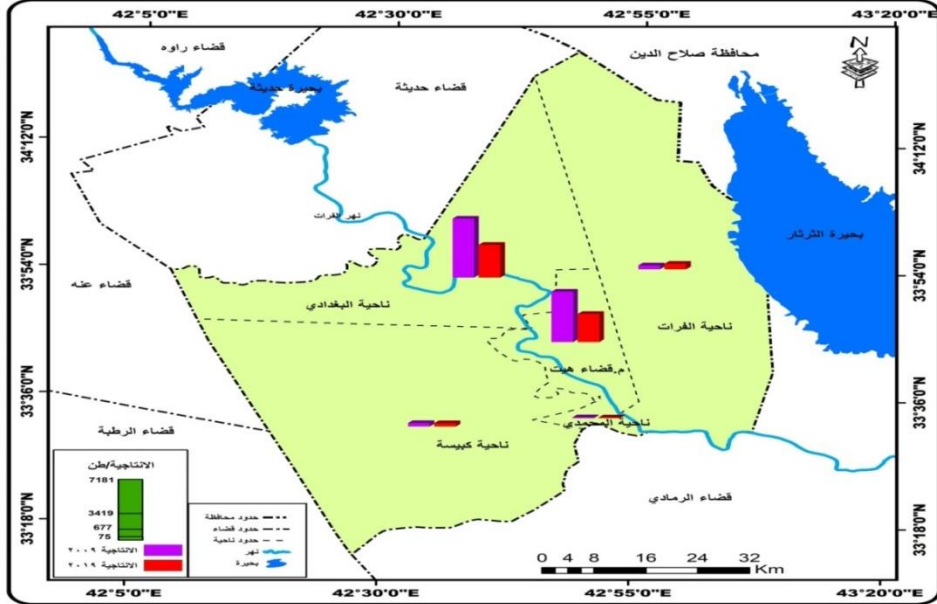 42°5'0"E 42°30'0"E 42°55'0"E 43°20'0"E
N
قضاء راوه
محافظة صلاح الدين
بحيرة حديثة
قضاء حديثة
34°12'0"N 34°12'0"N
نهر الفرات
بحيرة الثرثار
33°54'0"N 33°54'0"N
قضاء عنه
ناحية البغدادي
ناحية الفرات
م.قضاء هيت
33°36'0"N 33°36'0"N
ناحية المحمدي
قضاء الرطبة
ناحية كبيسة
الانتاجية/طن
7181
3419
677
75
الانتاجية ٢٠٠٩
الانتاجية ٢٠١٩
حدود محافظة
حدود قضاء
حدود ناحية
نهر
بحيرة
قضاء الرمادي
33°18'0"N 33°18'0"N
0 4 8 16 24 32
Km
42°5'0"E 42°30'0"E 42°55'0"E 43°20'0"E